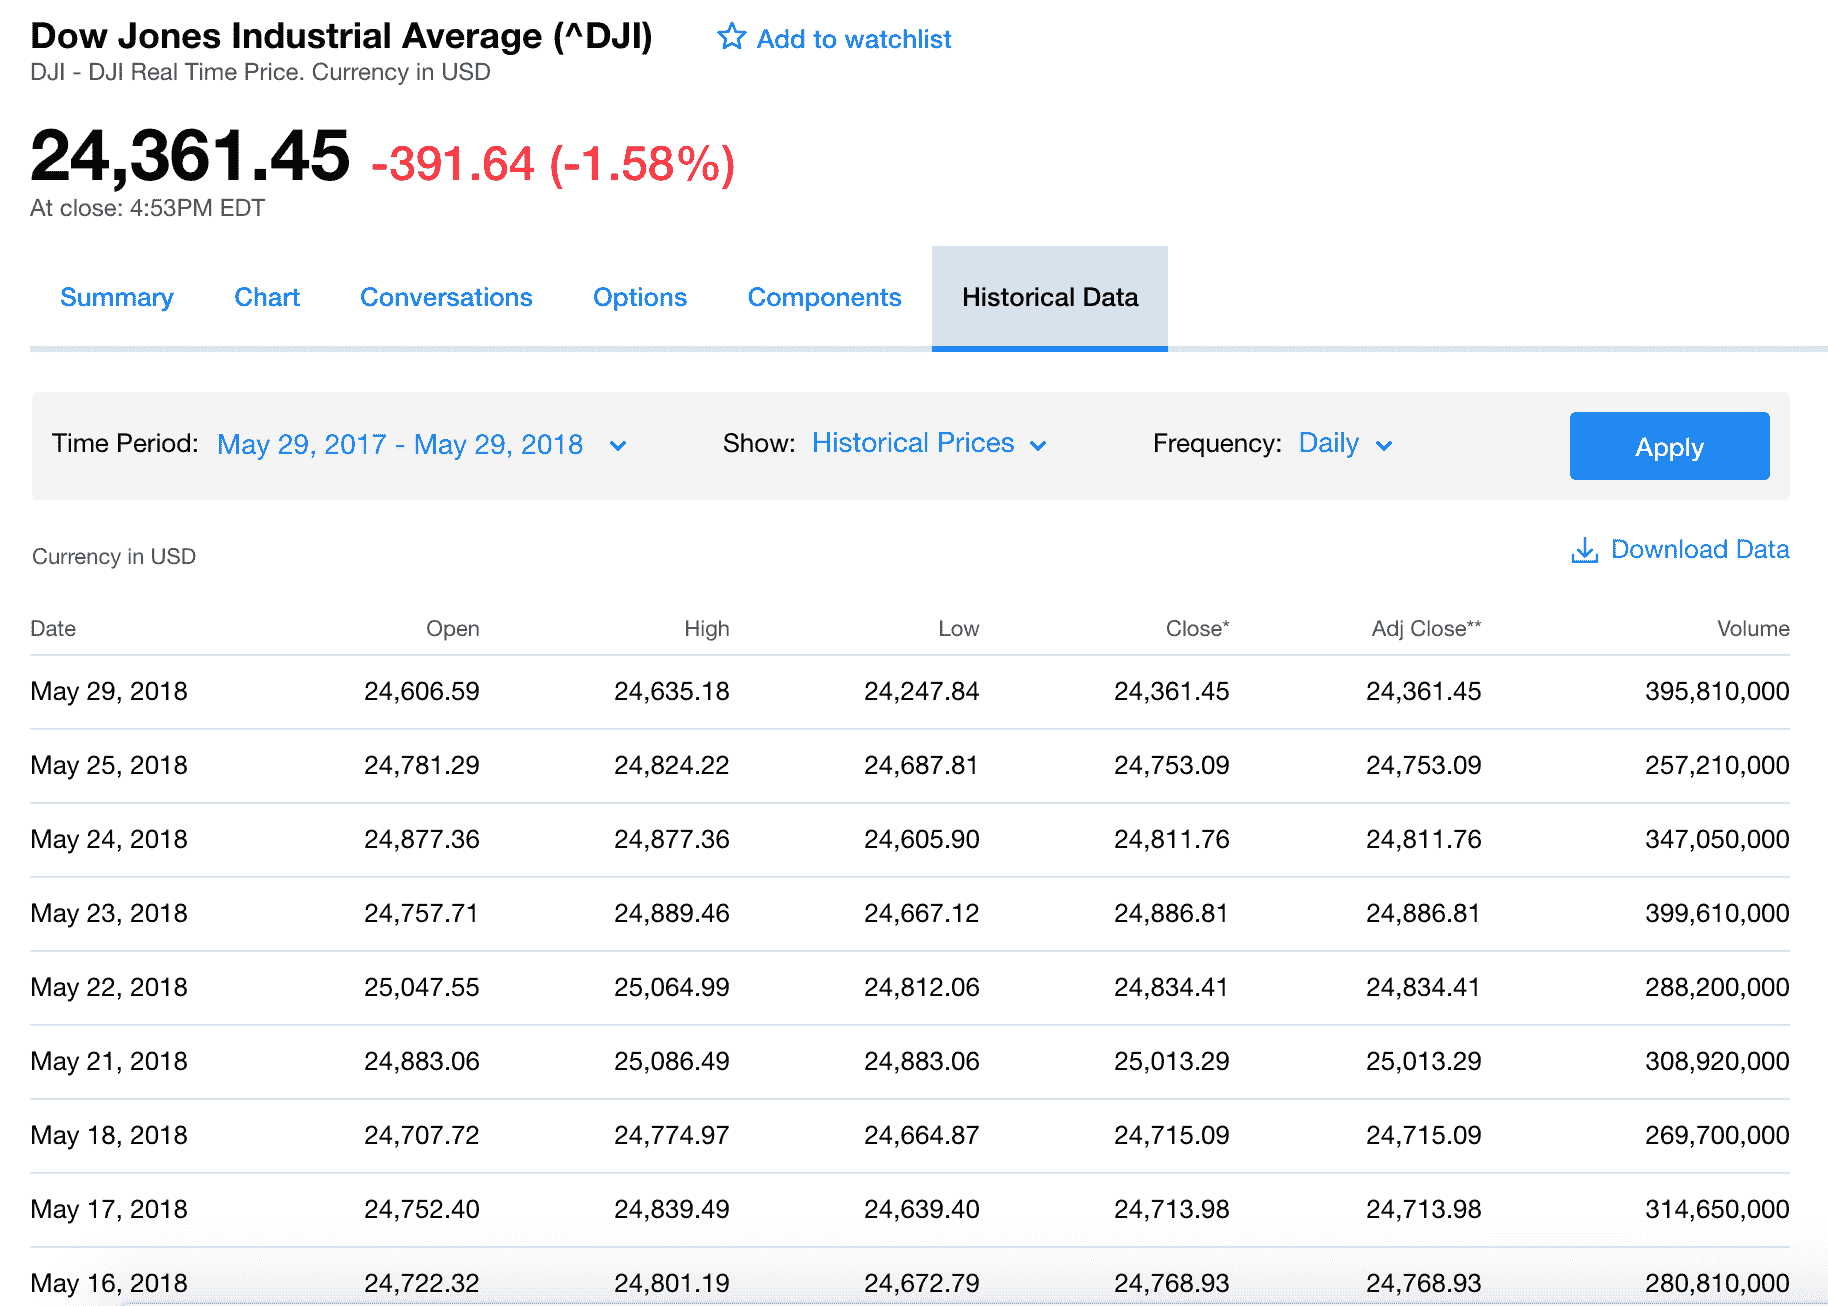 Dow Jones Industrial Average (^DJI) Add to watchlist
DJI - DJI Real Time Price. Currency in USD
24,361.45 -391.64 (-1.58%)
At close: 4:53PM EDT
Summary Chart Conversations Options Components Historical Data
Time Period: May 29, 2017 - May 29, 2018 Show: Historical Prices Frequency: Daily Apply
Currency in USD Download Data
Date Open High Low Close* Adj Close** Volume
May 29, 2018 24,606.59 24,635.18 24,247.84 24,361.45 24,361.45 395,810,000
May 25, 2018 24,781.29 24,824.22 24,687.81 24,753.09 24,753.09 257,210,000
May 24, 2018 24,877.36 24,877.36 24,605.90 24,811.76 24,811.76 347,050,000
May 23, 2018 24,757.71 24,889.46 24,667.12 24,886.81 24,886.81 399,610,000
May 22, 2018 25,047.55 25,064.99 24,812.06 24,834.41 24,834.41 288,200,000
May 21, 2018 24,883.06 25,086.49 24,883.06 25,013.29 25,013.29 308,920,000
May 18, 2018 24,707.72 24,774.97 24,664.87 24,715.09 24,715.09 269,700,000
May 17, 2018 24,752.40 24,839.49 24,639.40 24,713.98 24,713.98 314,650,000
May 16, 2018 24,722.32 24,801.19 24,672.79 24,768.93 24,768.93 280,810,000